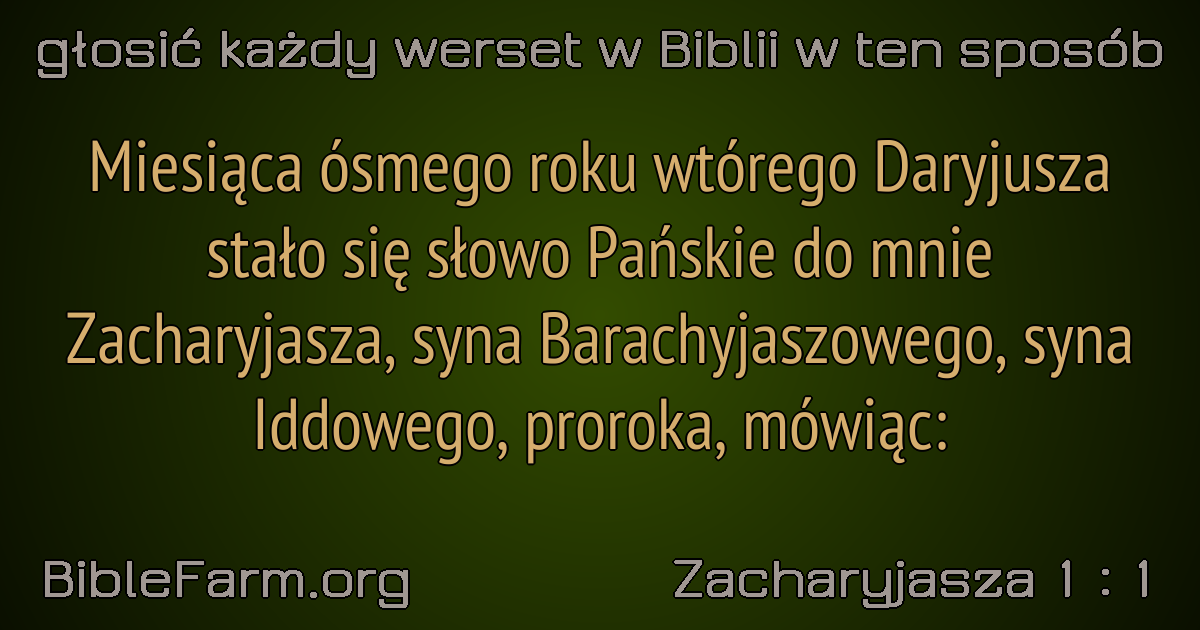 głosić każdy werset w Biblii w ten sposób
Miesiąca ósmego roku wtórego Daryjusza
stało się słowo Pańskie do mnie
Zacharyjasza, syna Barachyjaszowego, syna
Iddowego, proroka, mówiąc:
BibleFarm.org
Zacharyjasza 1 : 1